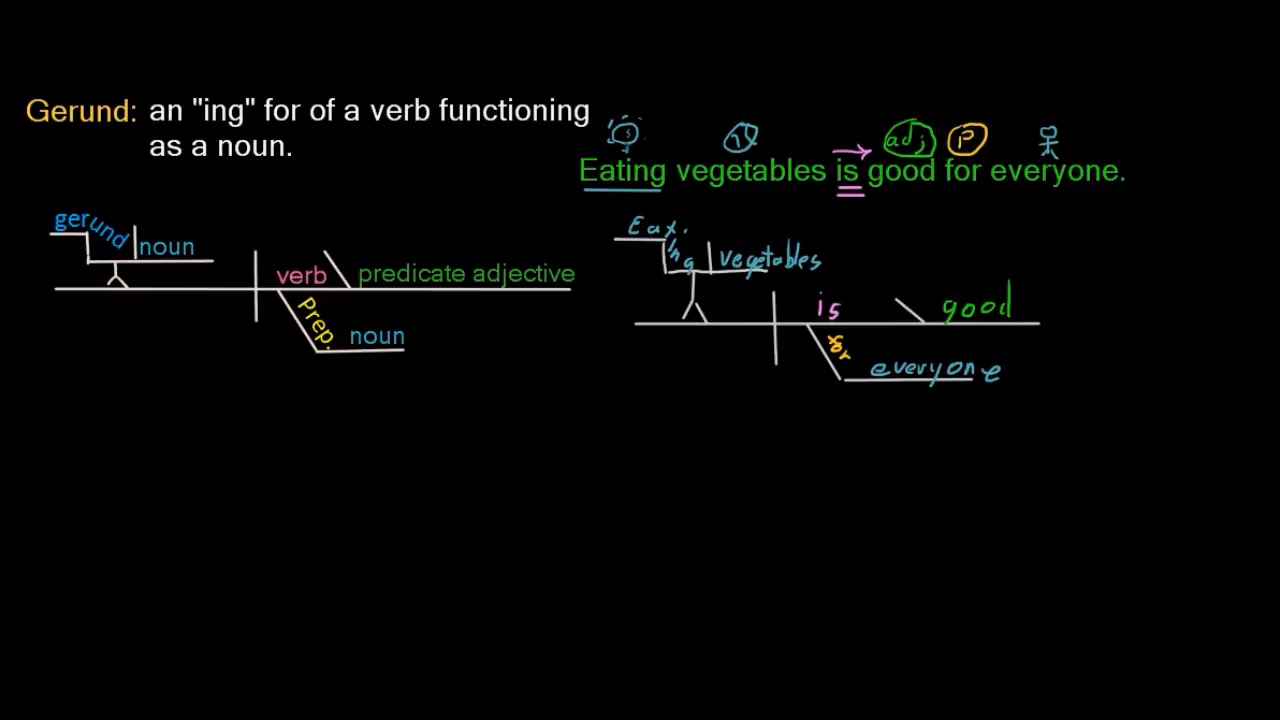 Gerund: an "ing" for of a verb functioning
as a noun.
adj P
Eating vegetables is good for everyone.
gerund noun
verb predicate adjective
Prep. noun
Eat.
ing vegetables
is good
for everyone